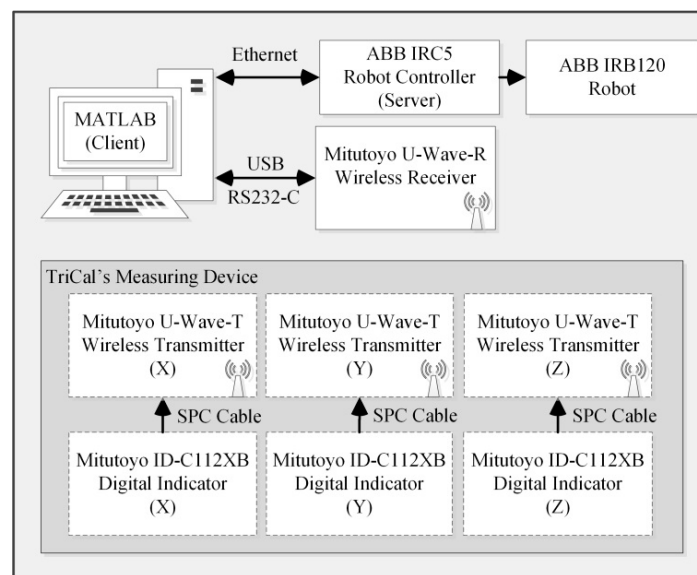 Ethernet
ABB IRC5
Robot Controller
(Server)
ABB IRB120
Robot
MATLAB
(Client)
USB
RS232-C
Mitutoyo U-Wave-R
Wireless Receiver
TriCal's Measuring Device
Mitutoyo U-Wave-T
Wireless Transmitter
(X)
Mitutoyo U-Wave-T
Wireless Transmitter
(Y)
Mitutoyo U-Wave-T
Wireless Transmitter
(Z)
SPC Cable
SPC Cable
SPC Cable
Mitutoyo ID-C112XB
Digital Indicator
(X)
Mitutoyo ID-C112XB
Digital Indicator
(Y)
Mitutoyo ID-C112XB
Digital Indicator
(Z)